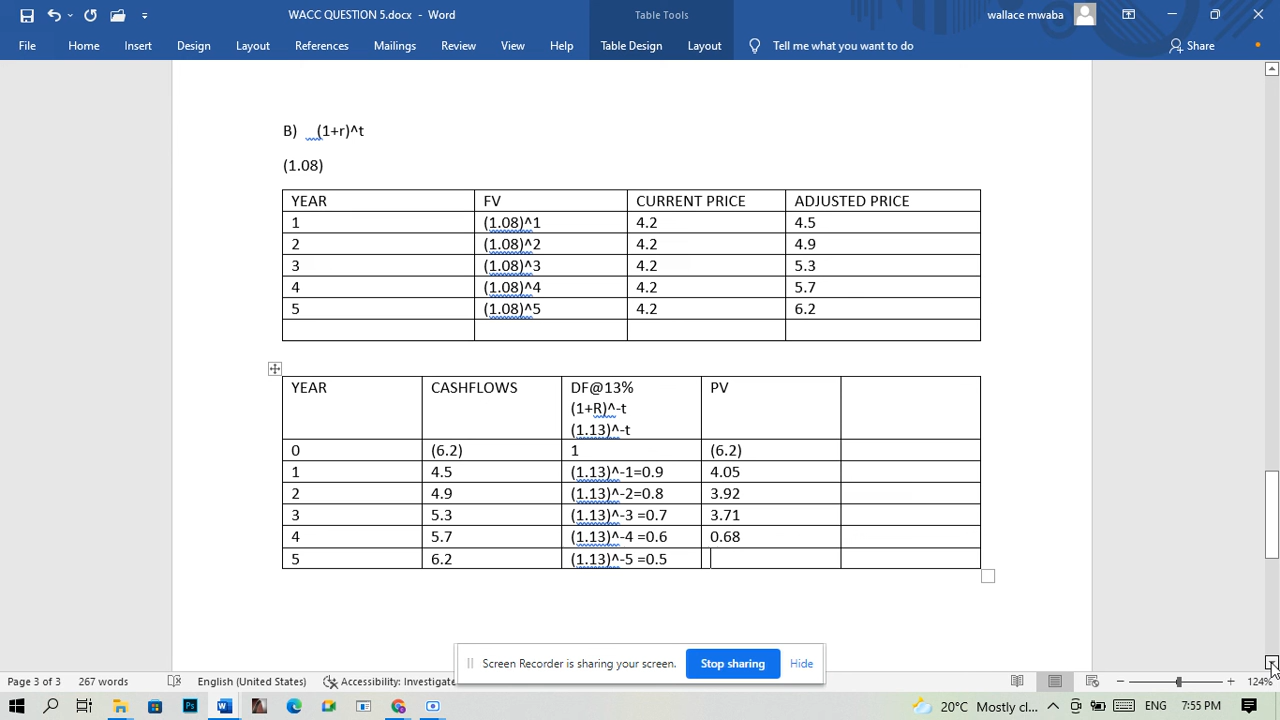 WACC QUESTION 5.docx - Word
Table Tools
wallace mwaba
File Home Insert Design Layout References Mailings Review View Help Table Design Layout Tell me what you want to do Share
B) (1+r)^t
(1.08)
YEAR FV CURRENT PRICE ADJUSTED PRICE
1 (1.08)^1 4.2 4.5
2 (1.08)^2 4.2 4.9
3 (1.08)^3 4.2 5.3
4 (1.08)^4 4.2 5.7
5 (1.08)^5 4.2 6.2
YEAR CASHFLOWS DF@13% PV
(1+R)^-t
(1.13)^-t
0 (6.2) 1 (6.2)
1 4.5 (1.13)^-1=0.9 4.05
2 4.9 (1.13)^-2=0.8 3.92
3 5.3 (1.13)^-3 =0.7 3.71
4 5.7 (1.13)^-4 =0.6 0.68
5 6.2 (1.13)^-5 =0.5
Screen Recorder is sharing your screen. Stop sharing Hide
Page 3 of 3 267 words English (United States) Accessibility: Investigate 124%
20°C Mostly cl... ENG 7:55 PM